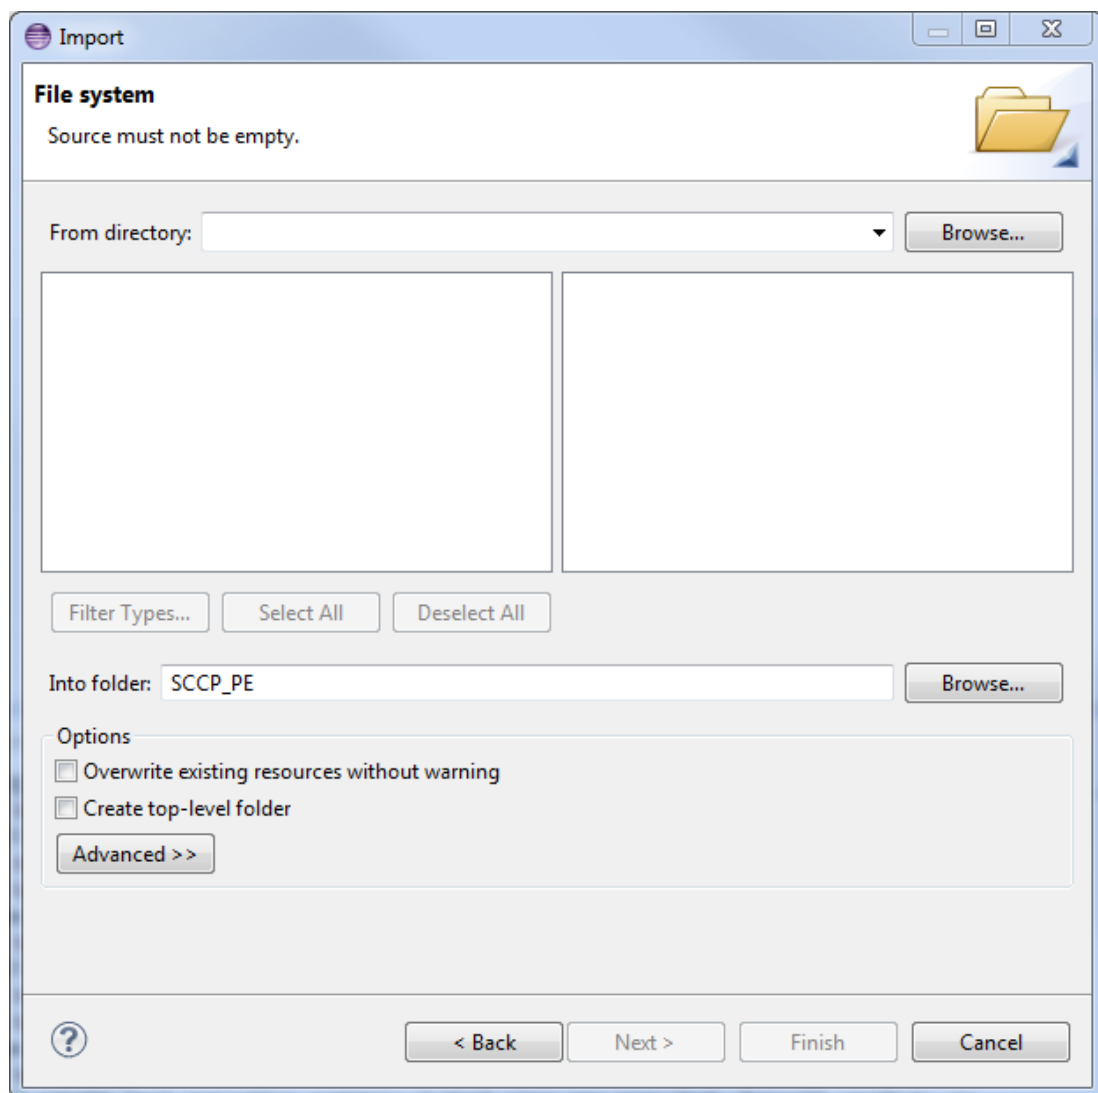 Import
File system
Source must not be empty.
From directory:
Browse...
Filter Types...
Select All
Deselect All
Into folder:
SCCP_PE
Browse...
Options
Overwrite existing resources without warning
Create top-level folder
Advanced >>
?
< Back
Next >
Finish
Cancel